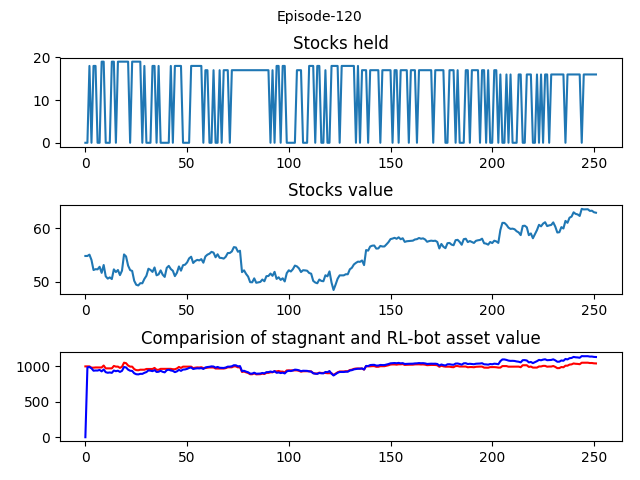 Episode-120
Stocks held
20
10
0
0 50 100 150 200 250
Stocks value
60
50
0 50 100 150 200 250
Comparision of stagnant and RL-bot asset value
1000
500
0
0 50 100 150 200 250